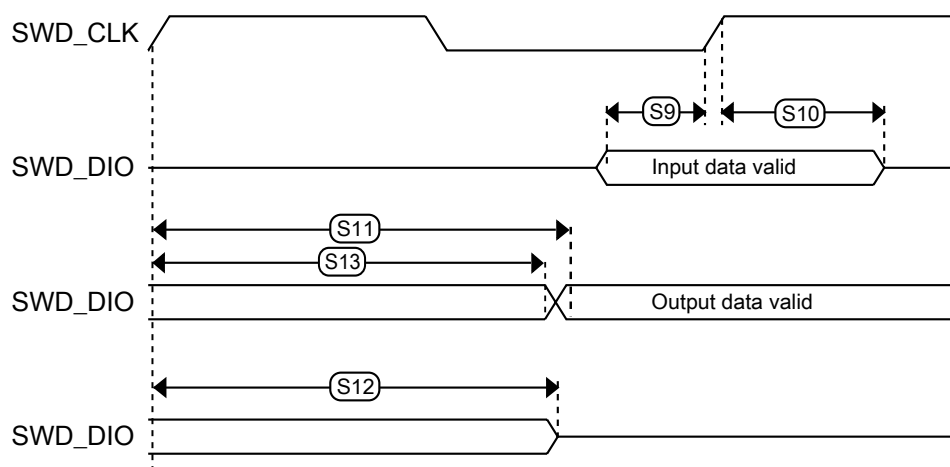 SWD_CLK
S9
S10
SWD_DIO
Input data valid
S11
S13
SWD_DIO
Output data valid
S12
SWD_DIO